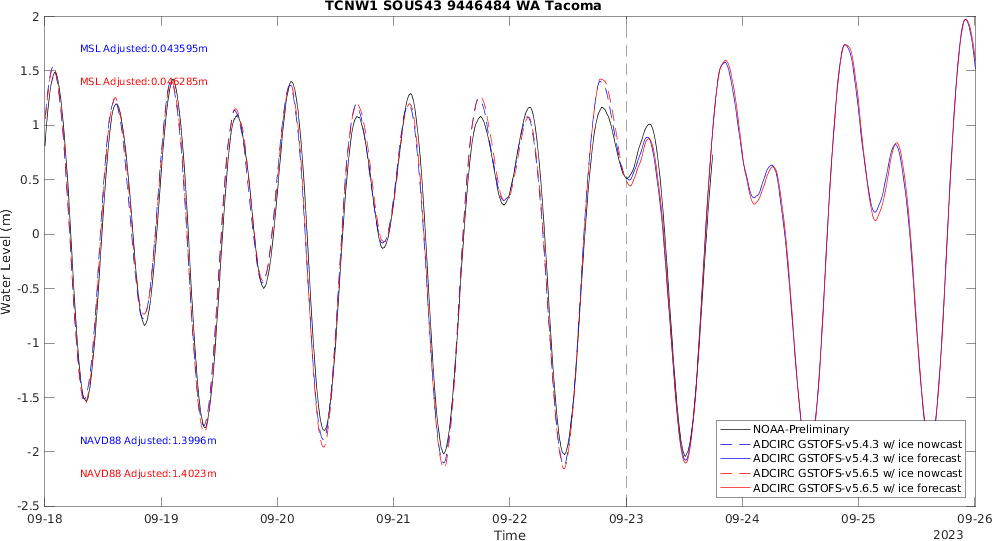 TCNW1 SOUS43 9446484 WA Tacoma
MSL Adjusted:0.043595m
MSL Adjusted:0.046285m
NAVD88 Adjusted:1.3996m
NAVD88 Adjusted:1.4023m
Water Level (m)
2
1.5
1
0.5
0
-0.5
-1
-1.5
-2
-2.5
NOAA-Preliminary
ADCIRC GSTOFS-v5.4.3 w/ ice nowcast
ADCIRC GSTOFS-v5.4.3 w/ ice forecast
ADCIRC GSTOFS-v5.6.5 w/ ice nowcast
ADCIRC GSTOFS-v5.6.5 w/ ice forecast
09-18 09-19 09-20 09-21 09-22 09-23 09-24 09-25 09-26
Time
2023